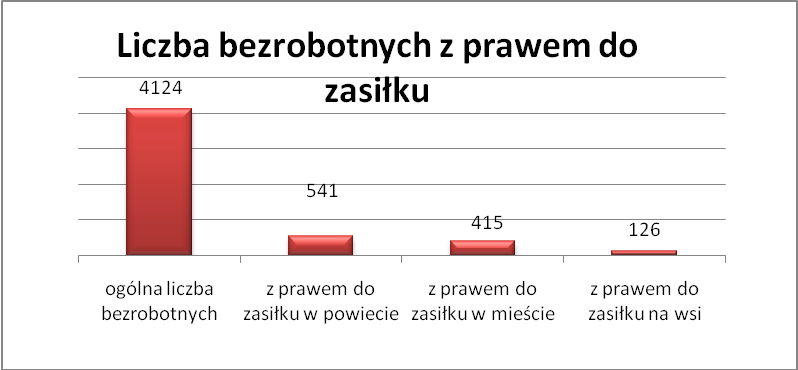 Liczba bezrobotnych z prawem do
zasiłku
4124
541
415
126
ogólna liczba
bezrobotnych
z prawem do
zasiłku w powiecie
z prawem do
zasiłku w mieście
z prawem do
zasiłku na wsi